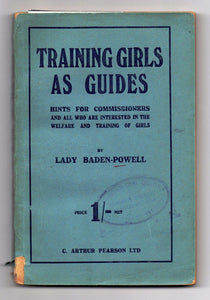 TRAINING GIRLS
AS GUIDES
HINTS FOR COMMISSIONERS
AND ALL WHO ARE INTERESTED IN THE
WELFARE AND TRAINING OF GIRLS
BY
LADY BADEN-POWELL
PRICE 1/- NET
C. ARTHUR PEARSON LTD